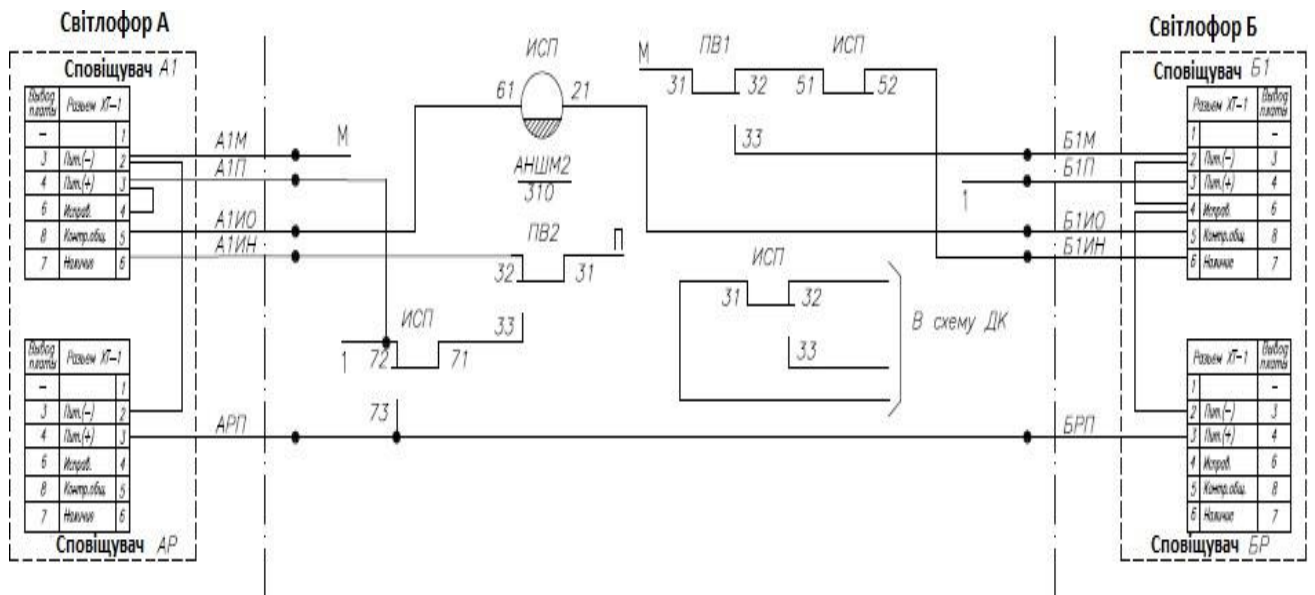 Світлофор А
Світлофор Б
Сповіщувач А1
Вывод платы Разъем ХТ-1
– 1
3 Пит.(-) 2
4 Пит.(+) 3
6 Исправ. 4
8 Контр.общ. 5
7 Наличие 6
А1М
М
А1П
А1ИО
А1ИН
ИСП
61 21
АНШМ2
310
ПВ2
П
32 31
33
ИСП
1 72 71
73
АРП
М ПВ1 ИСП
31 32 51 52
33
ИСП
31 32
33
В схему ДК
Б1М
Б1П
1
Б1ИО
Б1ИН
БРП
Сповіщувач Б1
Разъем ХТ-1 Вывод платы
1 –
2 Пит.(-) 3
3 Пит.(+) 4
4 Исправ. 6
5 Контр.общ. 8
6 Наличие 7
Вывод платы Разъем ХТ-1
– 1
3 Пит.(-) 2
4 Пит.(+) 3
6 Исправ. 4
8 Контр.общ. 5
7 Наличие 6
Сповіщувач АР
Разъем ХТ-1 Вывод платы
1 –
2 Пит.(-) 3
3 Пит.(+) 4
4 Исправ. 6
5 Контр.общ. 8
6 Наличие 7
Сповіщувач БР